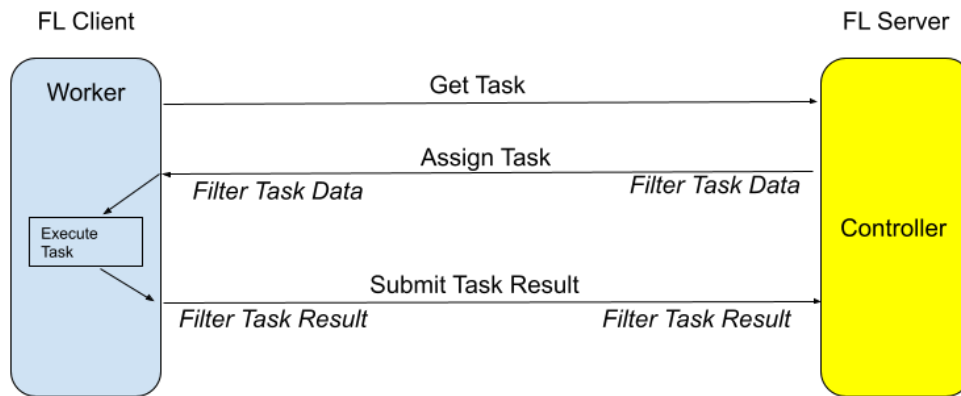 FL Client
FL Server
Worker
Get Task
Assign Task
Filter Task Data
Filter Task Data
Execute
Task
Controller
Submit Task Result
Filter Task Result
Filter Task Result